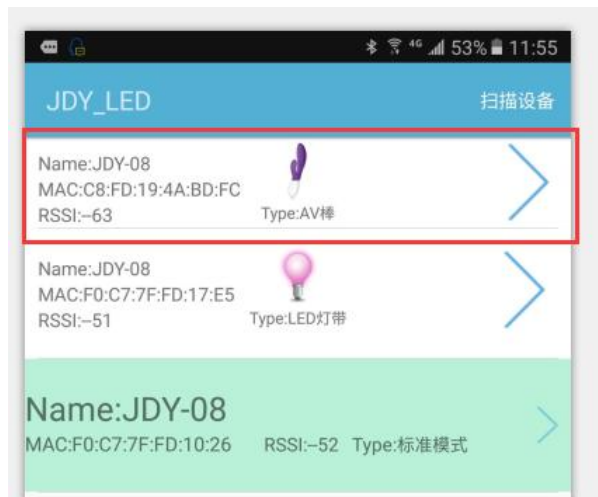 4G 53% 11:55
JDY_LED 扫描设备
Name:JDY-08
MAC:C8:FD:19:4A:BD:FC
RSSI:--63 Type:AV棒
Name:JDY-08
MAC:F0:C7:7F:FD:17:E5
RSSI:--51 Type:LED灯带
Name:JDY-08
MAC:F0:C7:7F:FD:10:26 RSSI:--52 Type:标准模式